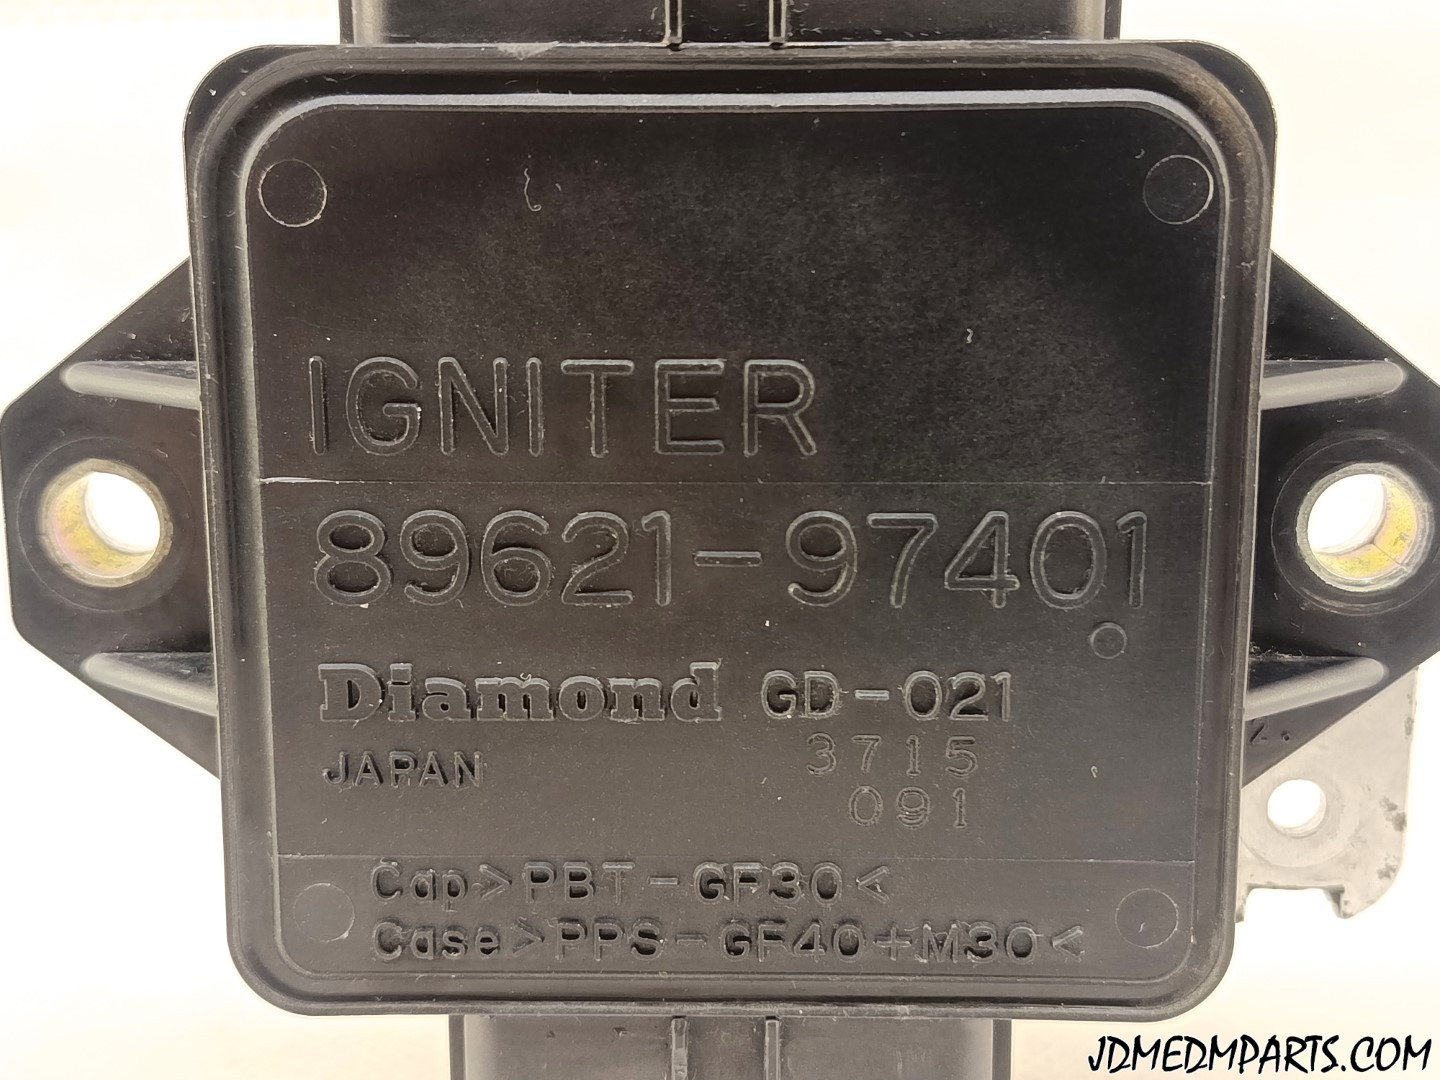 IGNITER
89621-97401
Diamond GD-021
JAPAN 3715
091
Cap>PBT-GF30<
Case>PPS-GF40+M30<
JDMEDMPARTS.COM